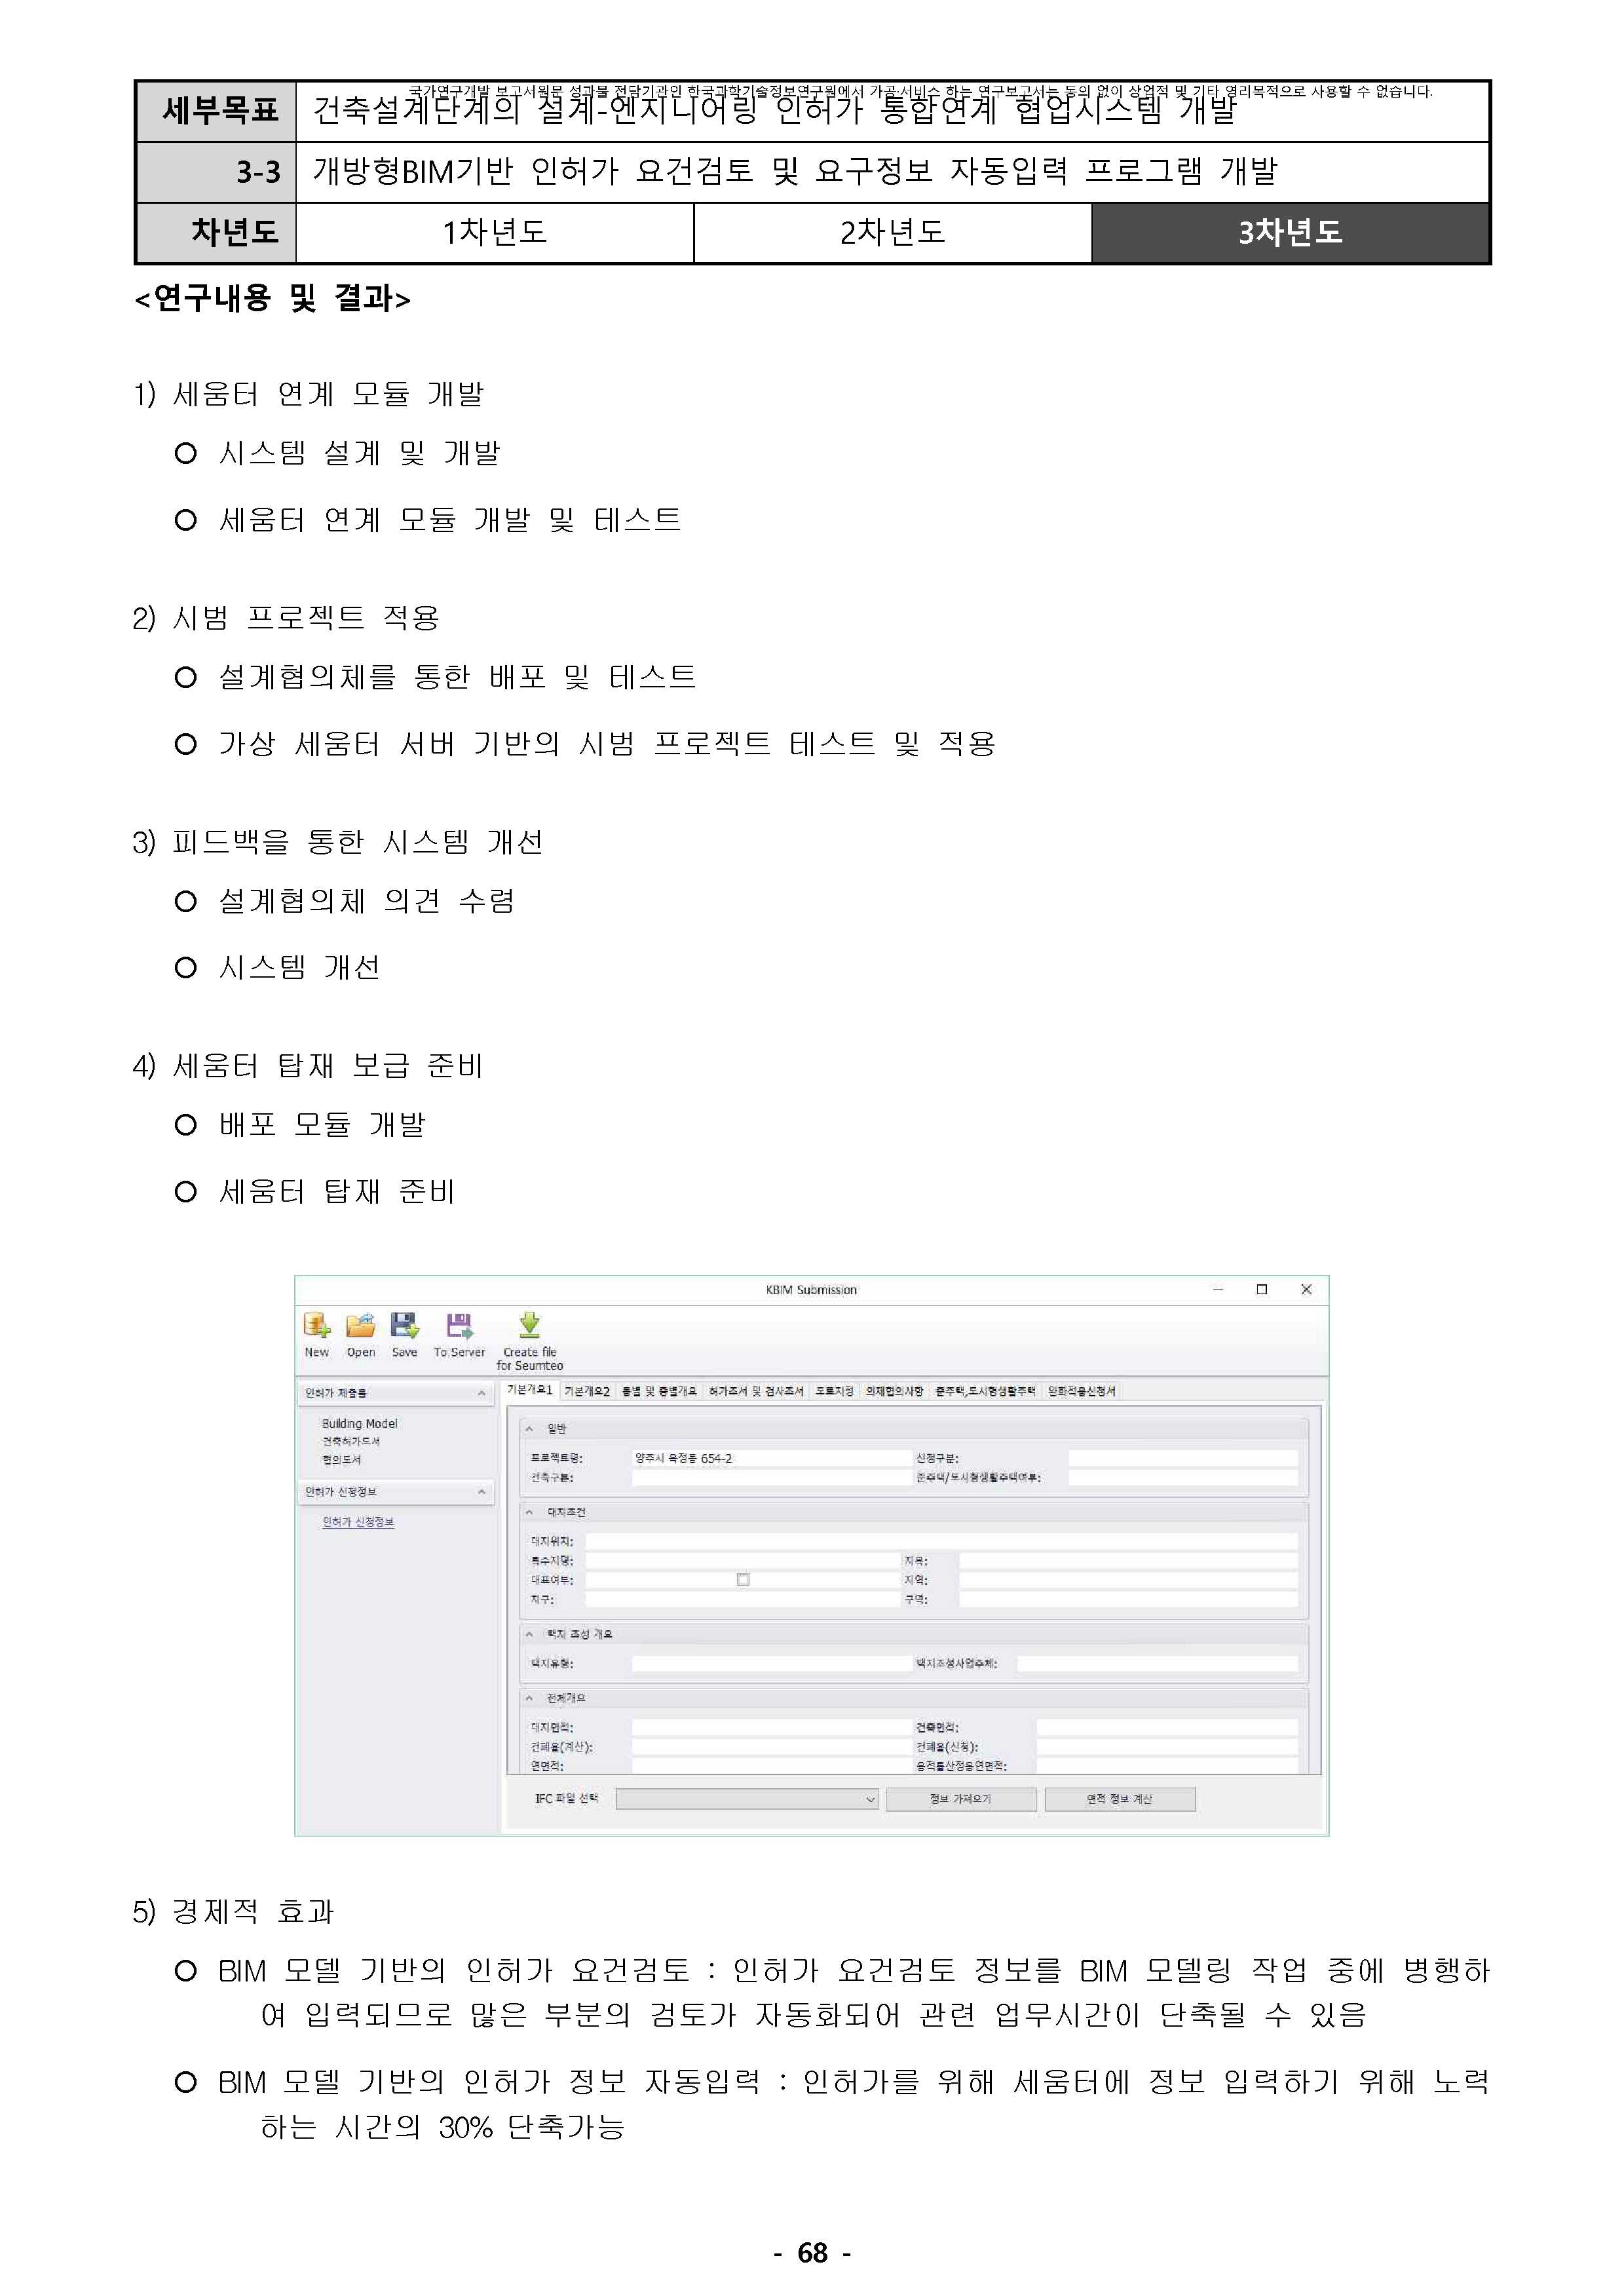 국가연구개발 보고서원문 성과물 전담기관인 한국과학기술정보연구원에서 가공·서비스 하는 연구보고서는 동의 없이 상업적 및 기타 영리목적으로 사용할 수 없습니다.
세부목표 건축설계단계의 설계-엔지니어링 인허가 통합연계 협업시스템 개발
3-3 개방형BIM기반 인허가 요건검토 및 요구정보 자동입력 프로그램 개발
차년도 1차년도 2차년도 3차년도
<연구내용 및 결과>
1) 세움터 연계 모듈 개발
○ 시스템 설계 및 개발
○ 세움터 연계 모듈 개발 및 테스트
2) 시범 프로젝트 적용
○ 설계협의체를 통한 배포 및 테스트
○ 가상 세움터 서버 기반의 시범 프로젝트 테스트 및 적용
3) 피드백을 통한 시스템 개선
○ 설계협의체 의견 수렴
○ 시스템 개선
4) 세움터 탑재 보급 준비
○ 배포 모듈 개발
○ 세움터 탑재 준비
KBIM Submission
New Open Save To Server Create file
for Seumteo
인허가 제출물 기본개요1 기본개요2 동별 및 층별개요 허가조서 및 검사조서 도로지정 의제협의사항 준주택,도시형생활주택 완화적용신청서
Building Model
건축허가도서
협의도서
인허가 신청정보
인허가 신청정보
일반
프로젝트명: 양주시 옥정동 654-2 신청구분:
건축구분: 준주택/도시형생활주택여부:
대지조건
대지위치:
특수지명: 지목:
대표여부: 지역:
지구: 구역:
택지 조성 개요
택지유형: 택지조성사업주체:
전체개요
대지면적: 건축면적:
건폐율(계산): 건폐율(신청):
연면적: 용적률산정용연면적:
IFC 파일 선택 정보 가져오기 면적 정보 계산
5) 경제적 효과
○ BIM 모델 기반의 인허가 요건검토 : 인허가 요건검토 정보를 BIM 모델링 작업 중에 병행하
여 입력되므로 많은 부분의 검토가 자동화되어 관련 업무시간이 단축될 수 있음
○ BIM 모델 기반의 인허가 정보 자동입력 : 인허가를 위해 세움터에 정보 입력하기 위해 노력
하는 시간의 30% 단축가능
- 68 -